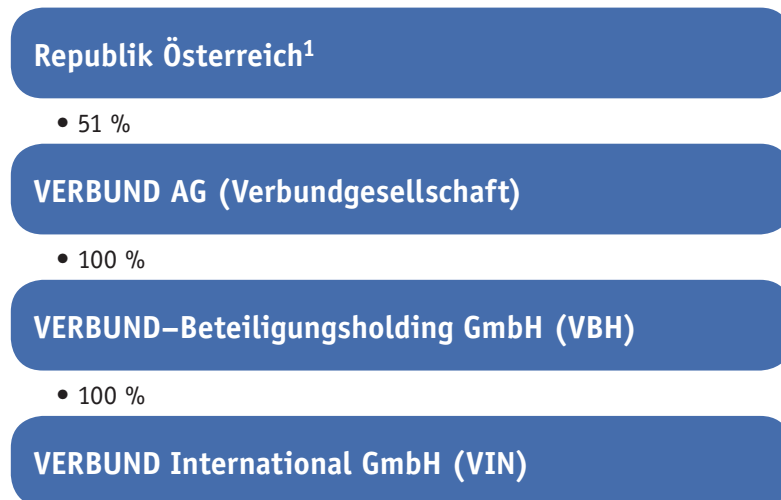 Republik Österreich¹
• 51 %
VERBUND AG (Verbundgesellschaft)
• 100 %
VERBUND–Beteiligungsholding GmbH (VBH)
• 100 %
VERBUND International GmbH (VIN)